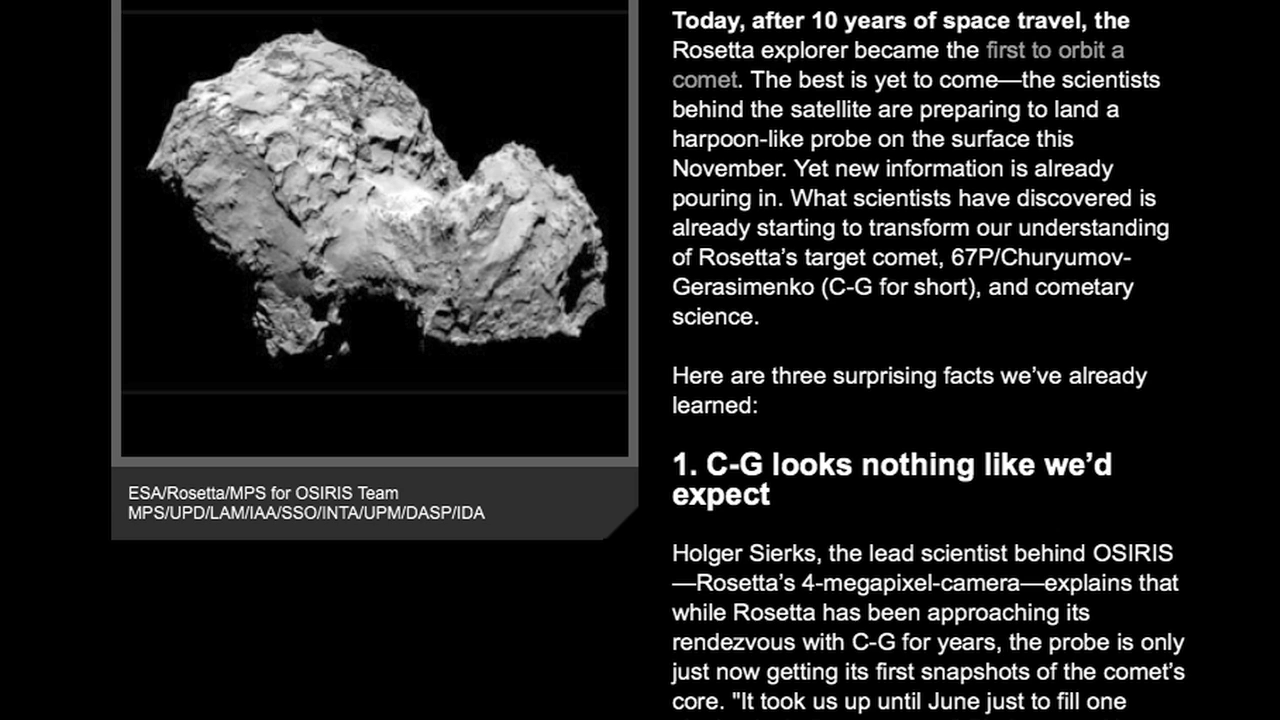 Today, after 10 years of space travel, the
Rosetta explorer became the first to orbit a
comet. The best is yet to come—the scientists
behind the satellite are preparing to land a
harpoon-like probe on the surface this
November. Yet new information is already
pouring in. What scientists have discovered is
already starting to transform our understanding
of Rosetta’s target comet, 67P/Churyumov-
Gerasimenko (C-G for short), and cometary
science.
Here are three surprising facts we’ve already
learned:
1. C-G looks nothing like we’d
expect
Holger Sierks, the lead scientist behind OSIRIS
—Rosetta’s 4-megapixel-camera—explains that
while Rosetta has been approaching its
rendezvous with C-G for years, the probe is only
just now getting its first snapshots of the comet’s
core. "It took us up until June just to fill one
ESA/Rosetta/MPS for OSIRIS Team
MPS/UPD/LAM/IAA/SSO/INTA/UPM/DASP/IDA